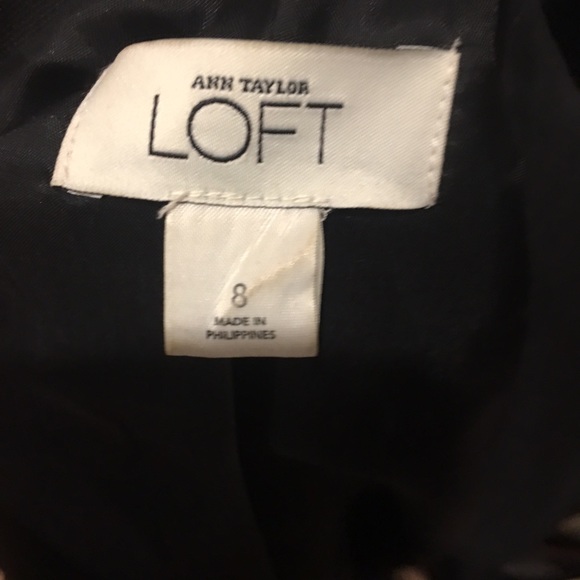 ANN TAYLOR
LOFT
8
MADE IN
PHILIPPINES